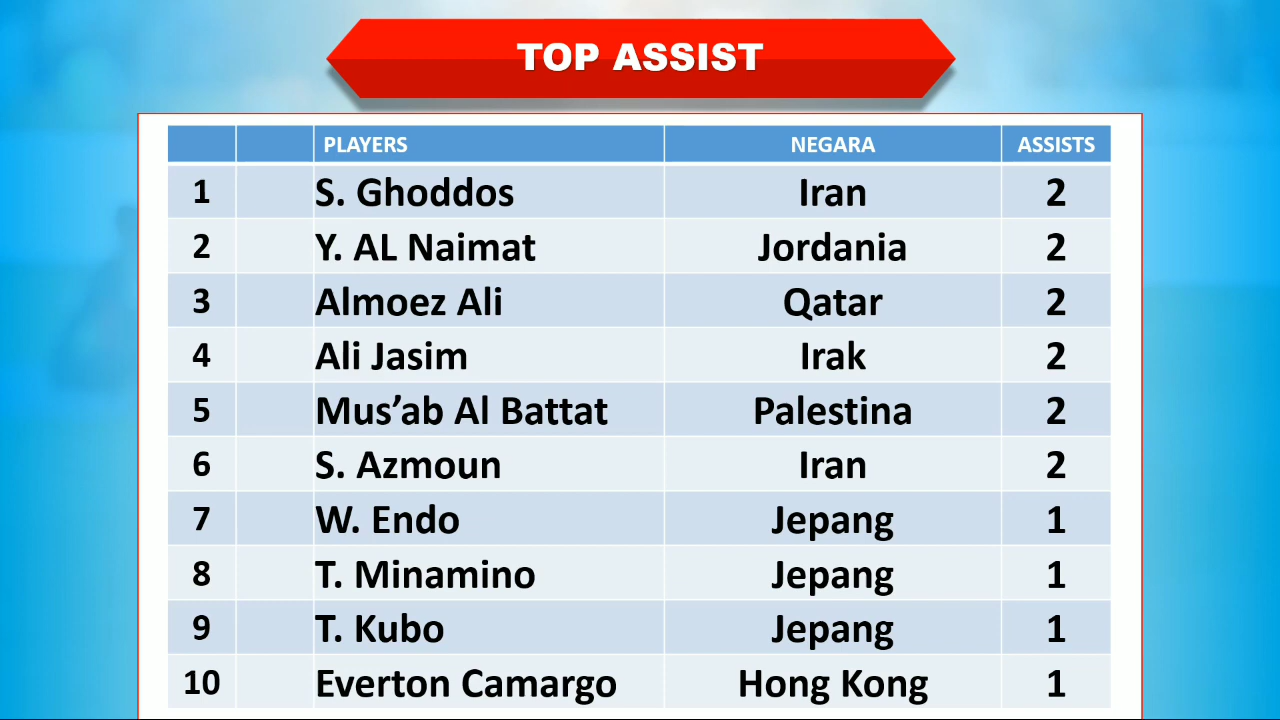 TOP ASSIST
PLAYERS NEGARA ASSISTS
1 S. Ghoddos Iran 2
2 Y. AL Naimat Jordania 2
3 Almoez Ali Qatar 2
4 Ali Jasim Irak 2
5 Mus’ab Al Battat Palestina 2
6 S. Azmoun Iran 2
7 W. Endo Jepang 1
8 T. Minamino Jepang 1
9 T. Kubo Jepang 1
10 Everton Camargo Hong Kong 1